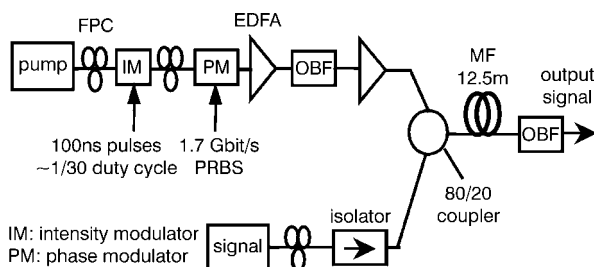 FPC
EDFA
MF
12.5m
output
signal
pump
IM
PM
OBF
OBF
100ns pulses
~1/30 duty cycle
1.7 Gbit/s
PRBS
80/20
coupler
isolator
signal
IM: intensity modulator
PM: phase modulator